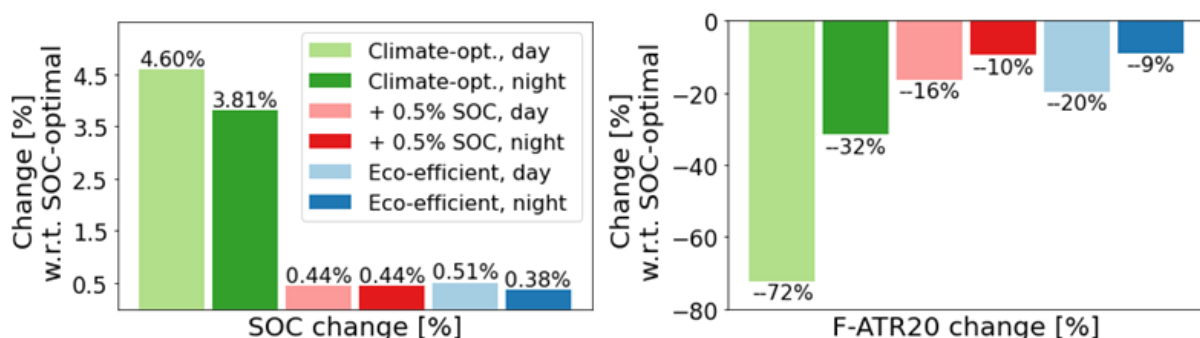 Change [%]
w.r.t. SOC-optimal
4.5
3.5
2.5
1.5
0.5
4.60%
3.81%
0.44%
0.44%
0.51%
0.38%
Climate-opt., day
Climate-opt., night
+ 0.5% SOC, day
+ 0.5% SOC, night
Eco-efficient, day
Eco-efficient, night
SOC change [%]
Change [%]
w.r.t. SOC-optimal
0
−20
−40
−60
−80
--72%
--32%
--16%
--10%
--20%
--9%
F-ATR20 change [%]